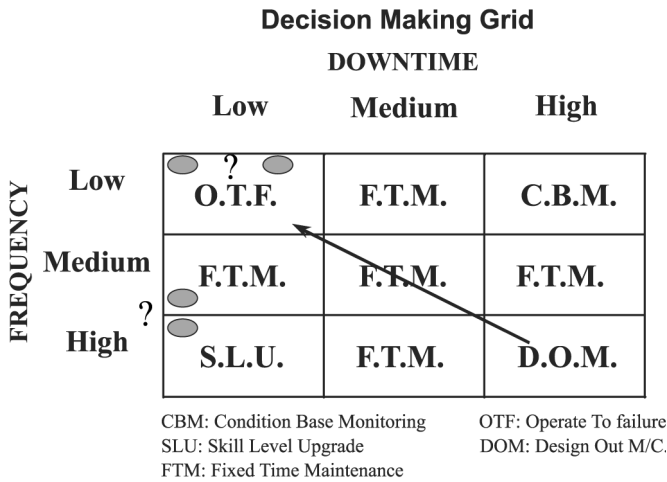 Decision Making Grid
DOWNTIME
Low Medium High
FREQUENCY
Low
?
O.T.F. F.T.M. C.B.M.
Medium
F.T.M. F.T.M. F.T.M.
?
High
S.L.U. F.T.M. D.O.M.
CBM: Condition Base Monitoring OTF: Operate To failure
SLU: Skill Level Upgrade DOM: Design Out M/C.
FTM: Fixed Time Maintenance